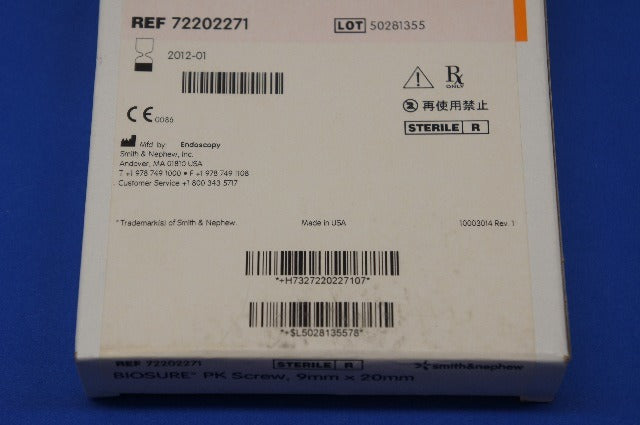 REF 72202271 LOT 50281355
2012-01
Rx
ONLY
CE 0086
2 再使用禁止
STERILE R
Mfd by Endoscopy
Smith & Nephew, Inc.
Andover, MA 01810 USA
T +1 978 749 1000 • F +1 978 749 1108
Customer Service +1 800 343 5717
*Trademark(s) of Smith & Nephew. Made in USA 10003014 Rev. 1
*+H7327220227107*
*+$L5028135578*
REF 72202271 STERILE R smith&nephew
BIOSURE* PK Screw, 9mm x 20mm